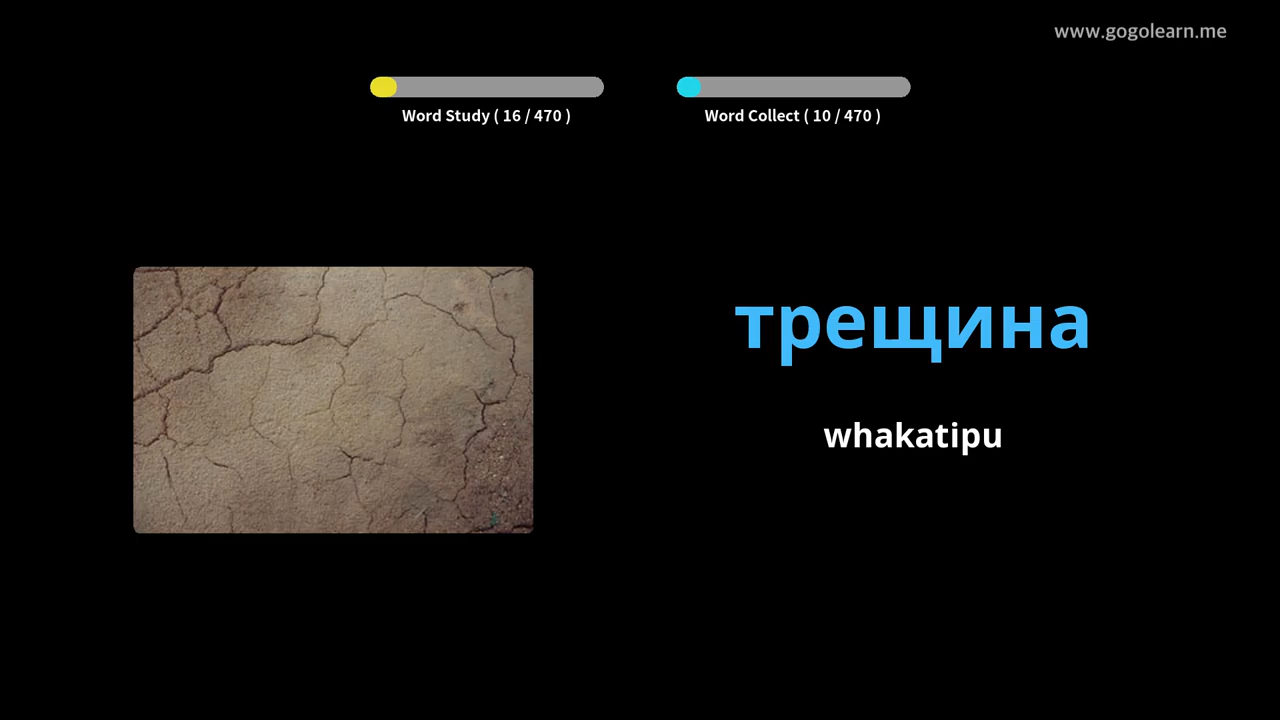 www.gogolearn.me
Word Study ( 16 / 470 )
Word Collect ( 10 / 470 )
трещина
whakatipu